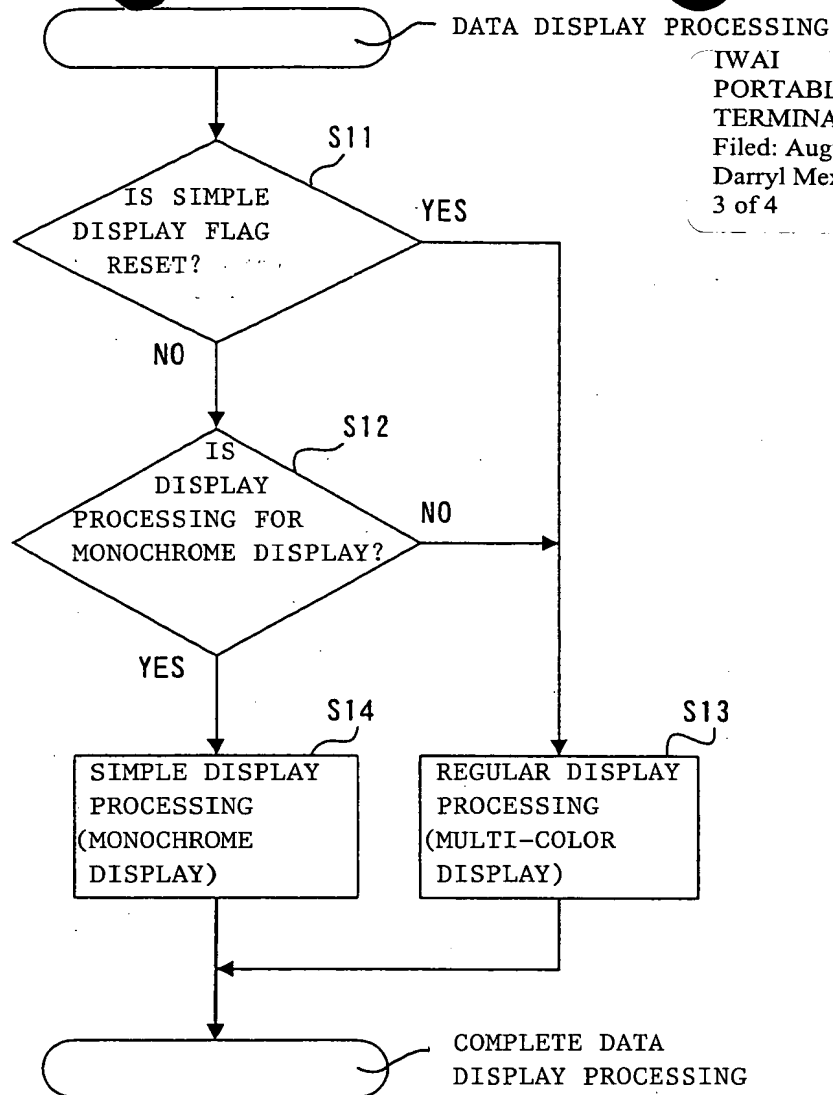 DATA DISPLAY PROCESSING
IWAI
TERMINA
Filed: Aug
Darryl Mex
3 of 4
S11
IS SIMPLE
DISPLAY FLAG
RESET?
YES
NO
S12
IS
DISPLAY
PROCESSING FOR
MONOCHROME DISPLAY?
NO
YES
S14
SIMPLE DISPLAY
PROCESSING
(MONOCHROME
DISPLAY)
S13
REGULAR DISPLAY
PROCESSING
(MULTI-COLOR
DISPLAY)
COMPLETE DATA
DISPLAY PROCESSING